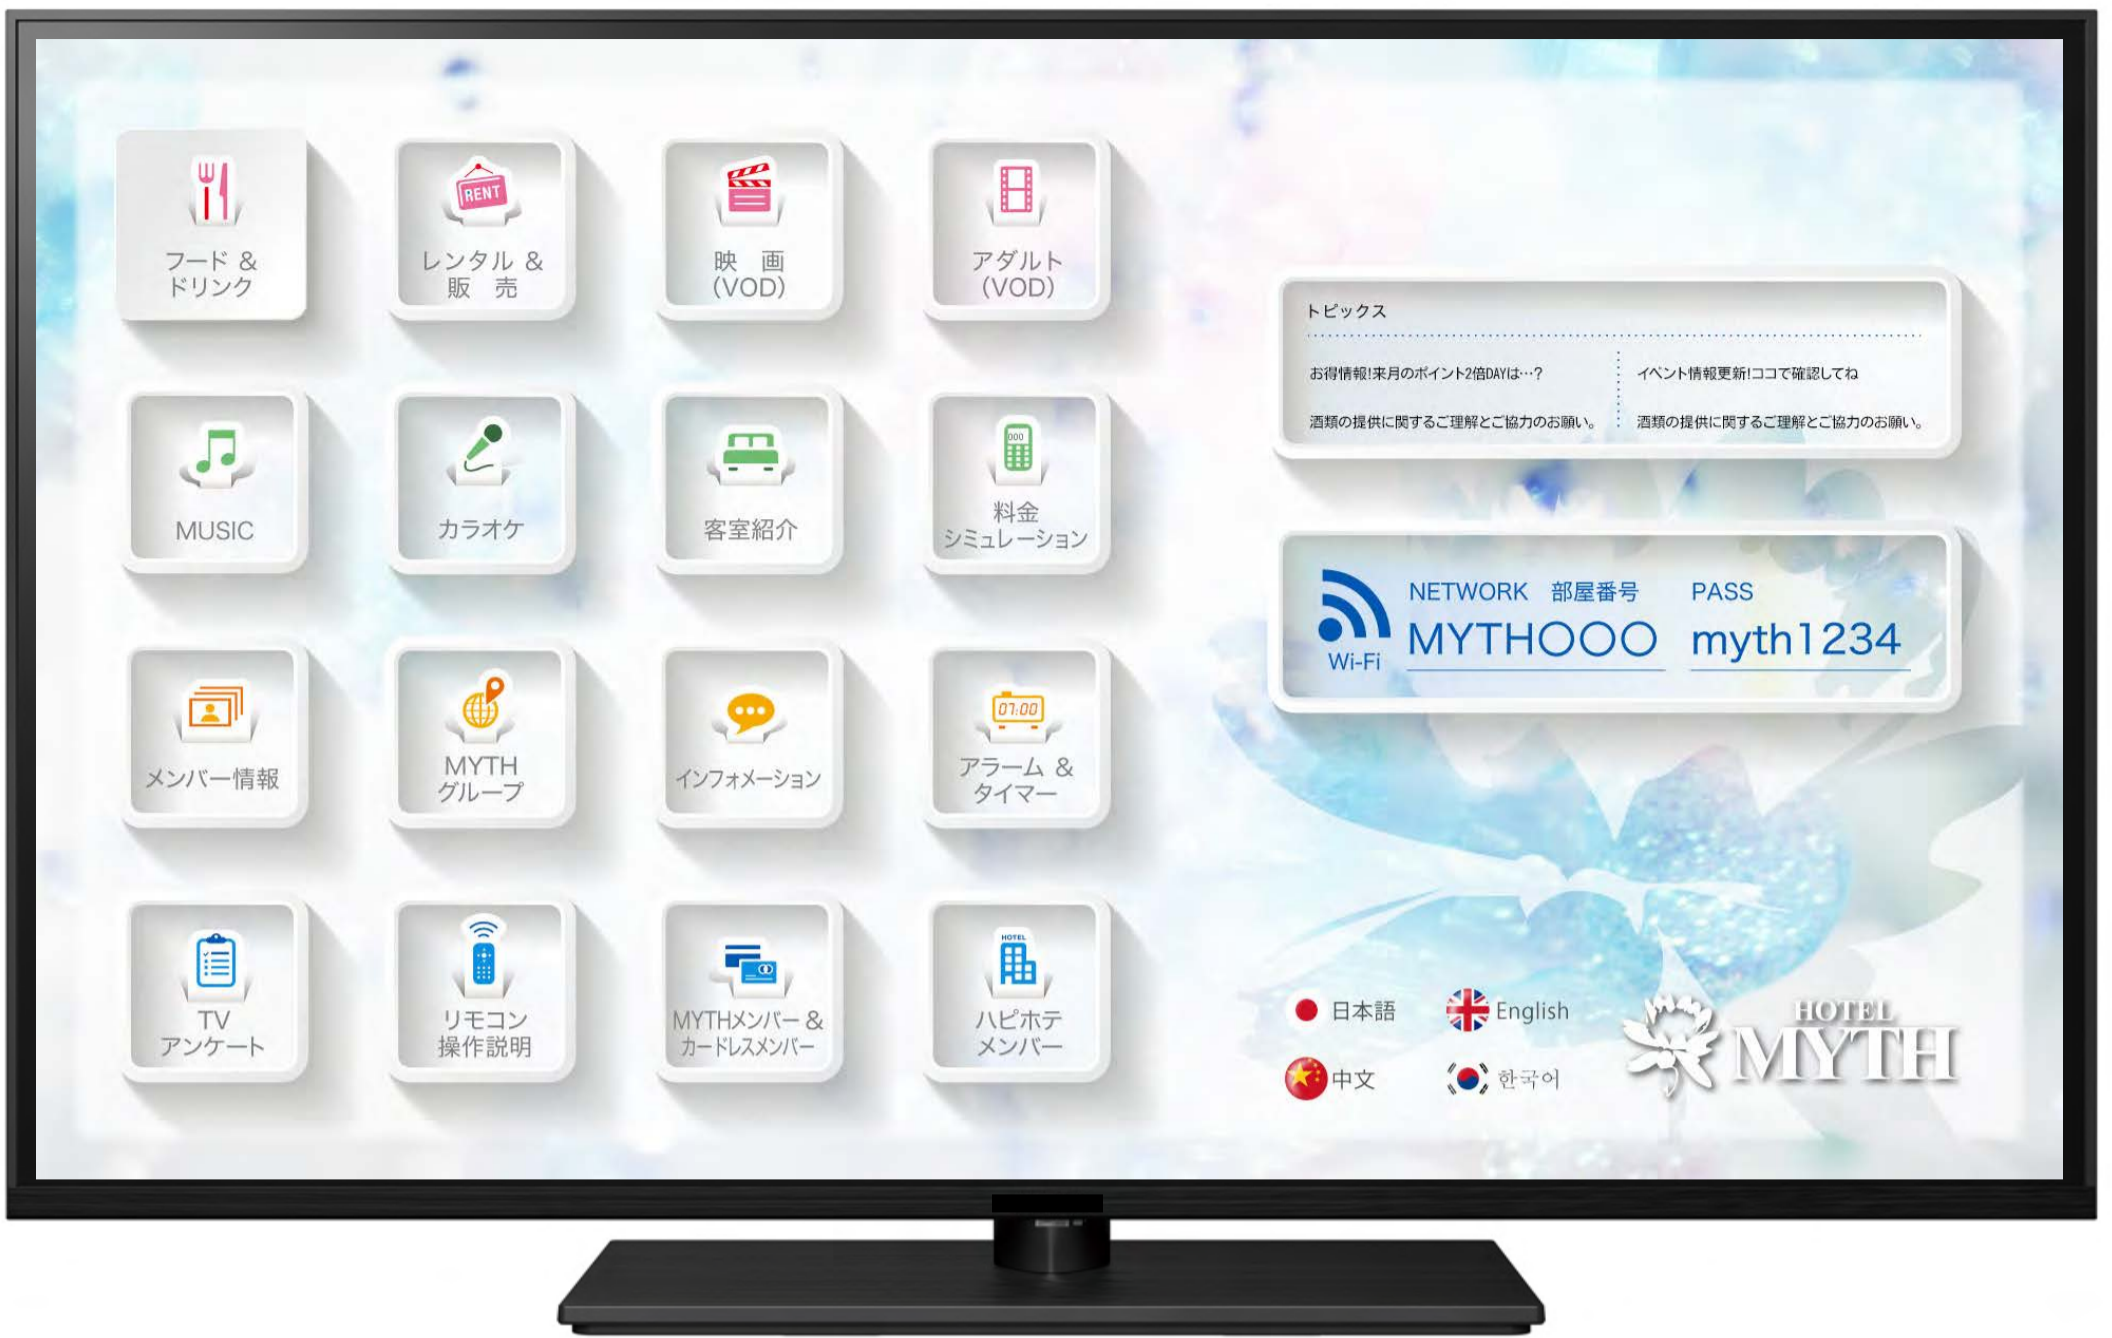 フード &
ドリンク
RENT
レンタル &
販 売
映 画
(VOD)
アダルト
(VOD)
MUSIC
カラオケ
客室紹介
000
料金
シミュレーション
メンバー情報
MYTH
グループ
インフォメーション
07:00
アラーム &
タイマー
TV
アンケート
リモコン
操作説明
MYTHメンバー &
カードレスメンバー
HOTEL
ハピホテ
メンバー
トピックス
お得情報!来月のポイント2倍DAYは…?
イベント情報更新!ココで確認してね
酒類の提供に関するご理解とご協力のお願い。
酒類の提供に関するご理解とご協力のお願い。
Wi-Fi
NETWORK 部屋番号
MYTH〇〇〇
PASS
myth1234
日本語
English
中文
한국어
HOTEL
MYTH